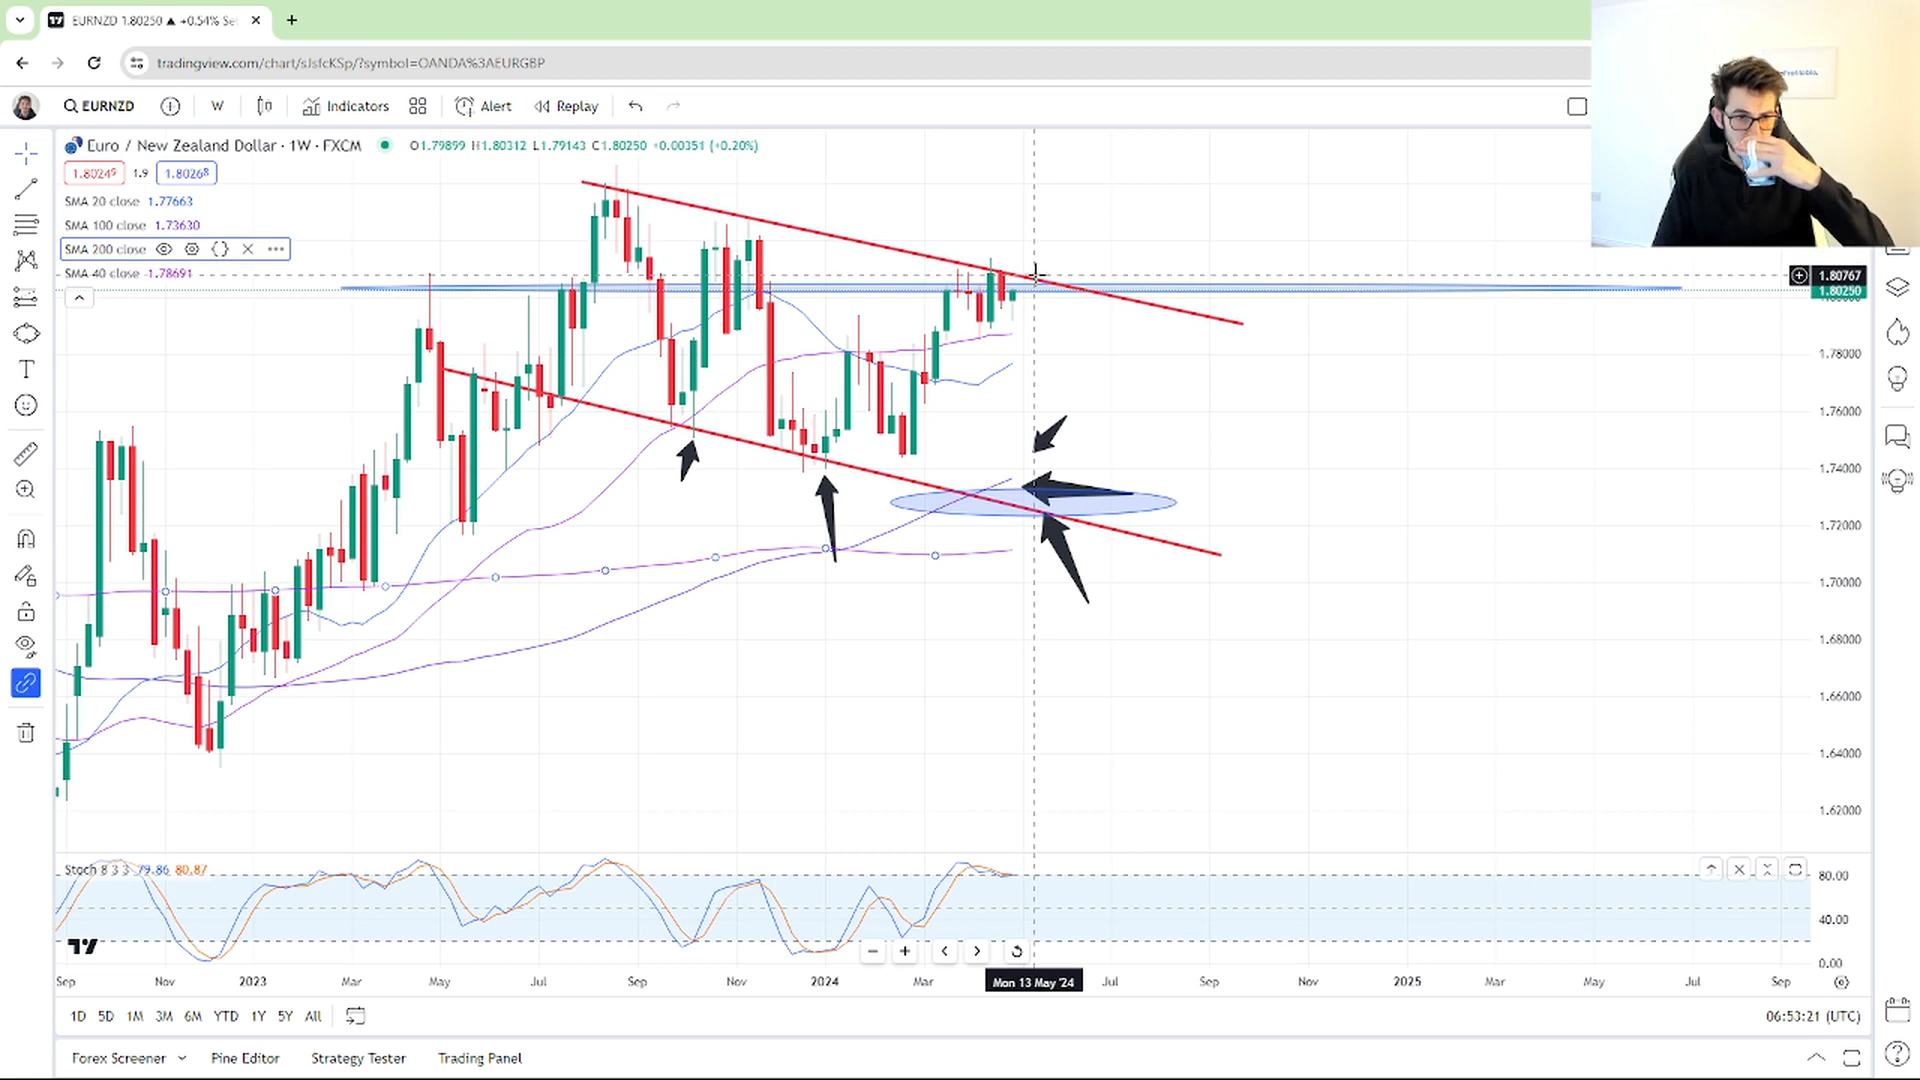 EURNZD 1.80250 ▲ +0.54% Se
tradingview.com/chart/sJsfcKSp/?symbol=OANDA%3AEURGBP
EURNZD W Indicators Alert Replay
Euro / New Zealand Dollar · 1W · FXCM O1.79899 H1.80312 L1.79143 C1.80250 +0.00351 (+0.20%)
1.80249 1.9 1.80268
SMA 20 close 1.77663
SMA 100 close 1.73630
SMA 200 close
SMA 40 close 1.78691
1.80767
1.80250
1.78000
1.76000
1.74000
1.72000
1.70000
1.68000
1.66000
1.64000
1.62000
Stoch 8 3 3 79.86 80.87
80.00
40.00
0.00
Sep Nov 2023 Mar May Jul Sep Nov 2024 Mar Mon 13 May '24 Jul Sep Nov 2025 Mar May Jul Sep
1D 5D 1M 3M 6M YTD 1Y 5Y All 06:53:21 (UTC)
Forex Screener Pine Editor Strategy Tester Trading Panel